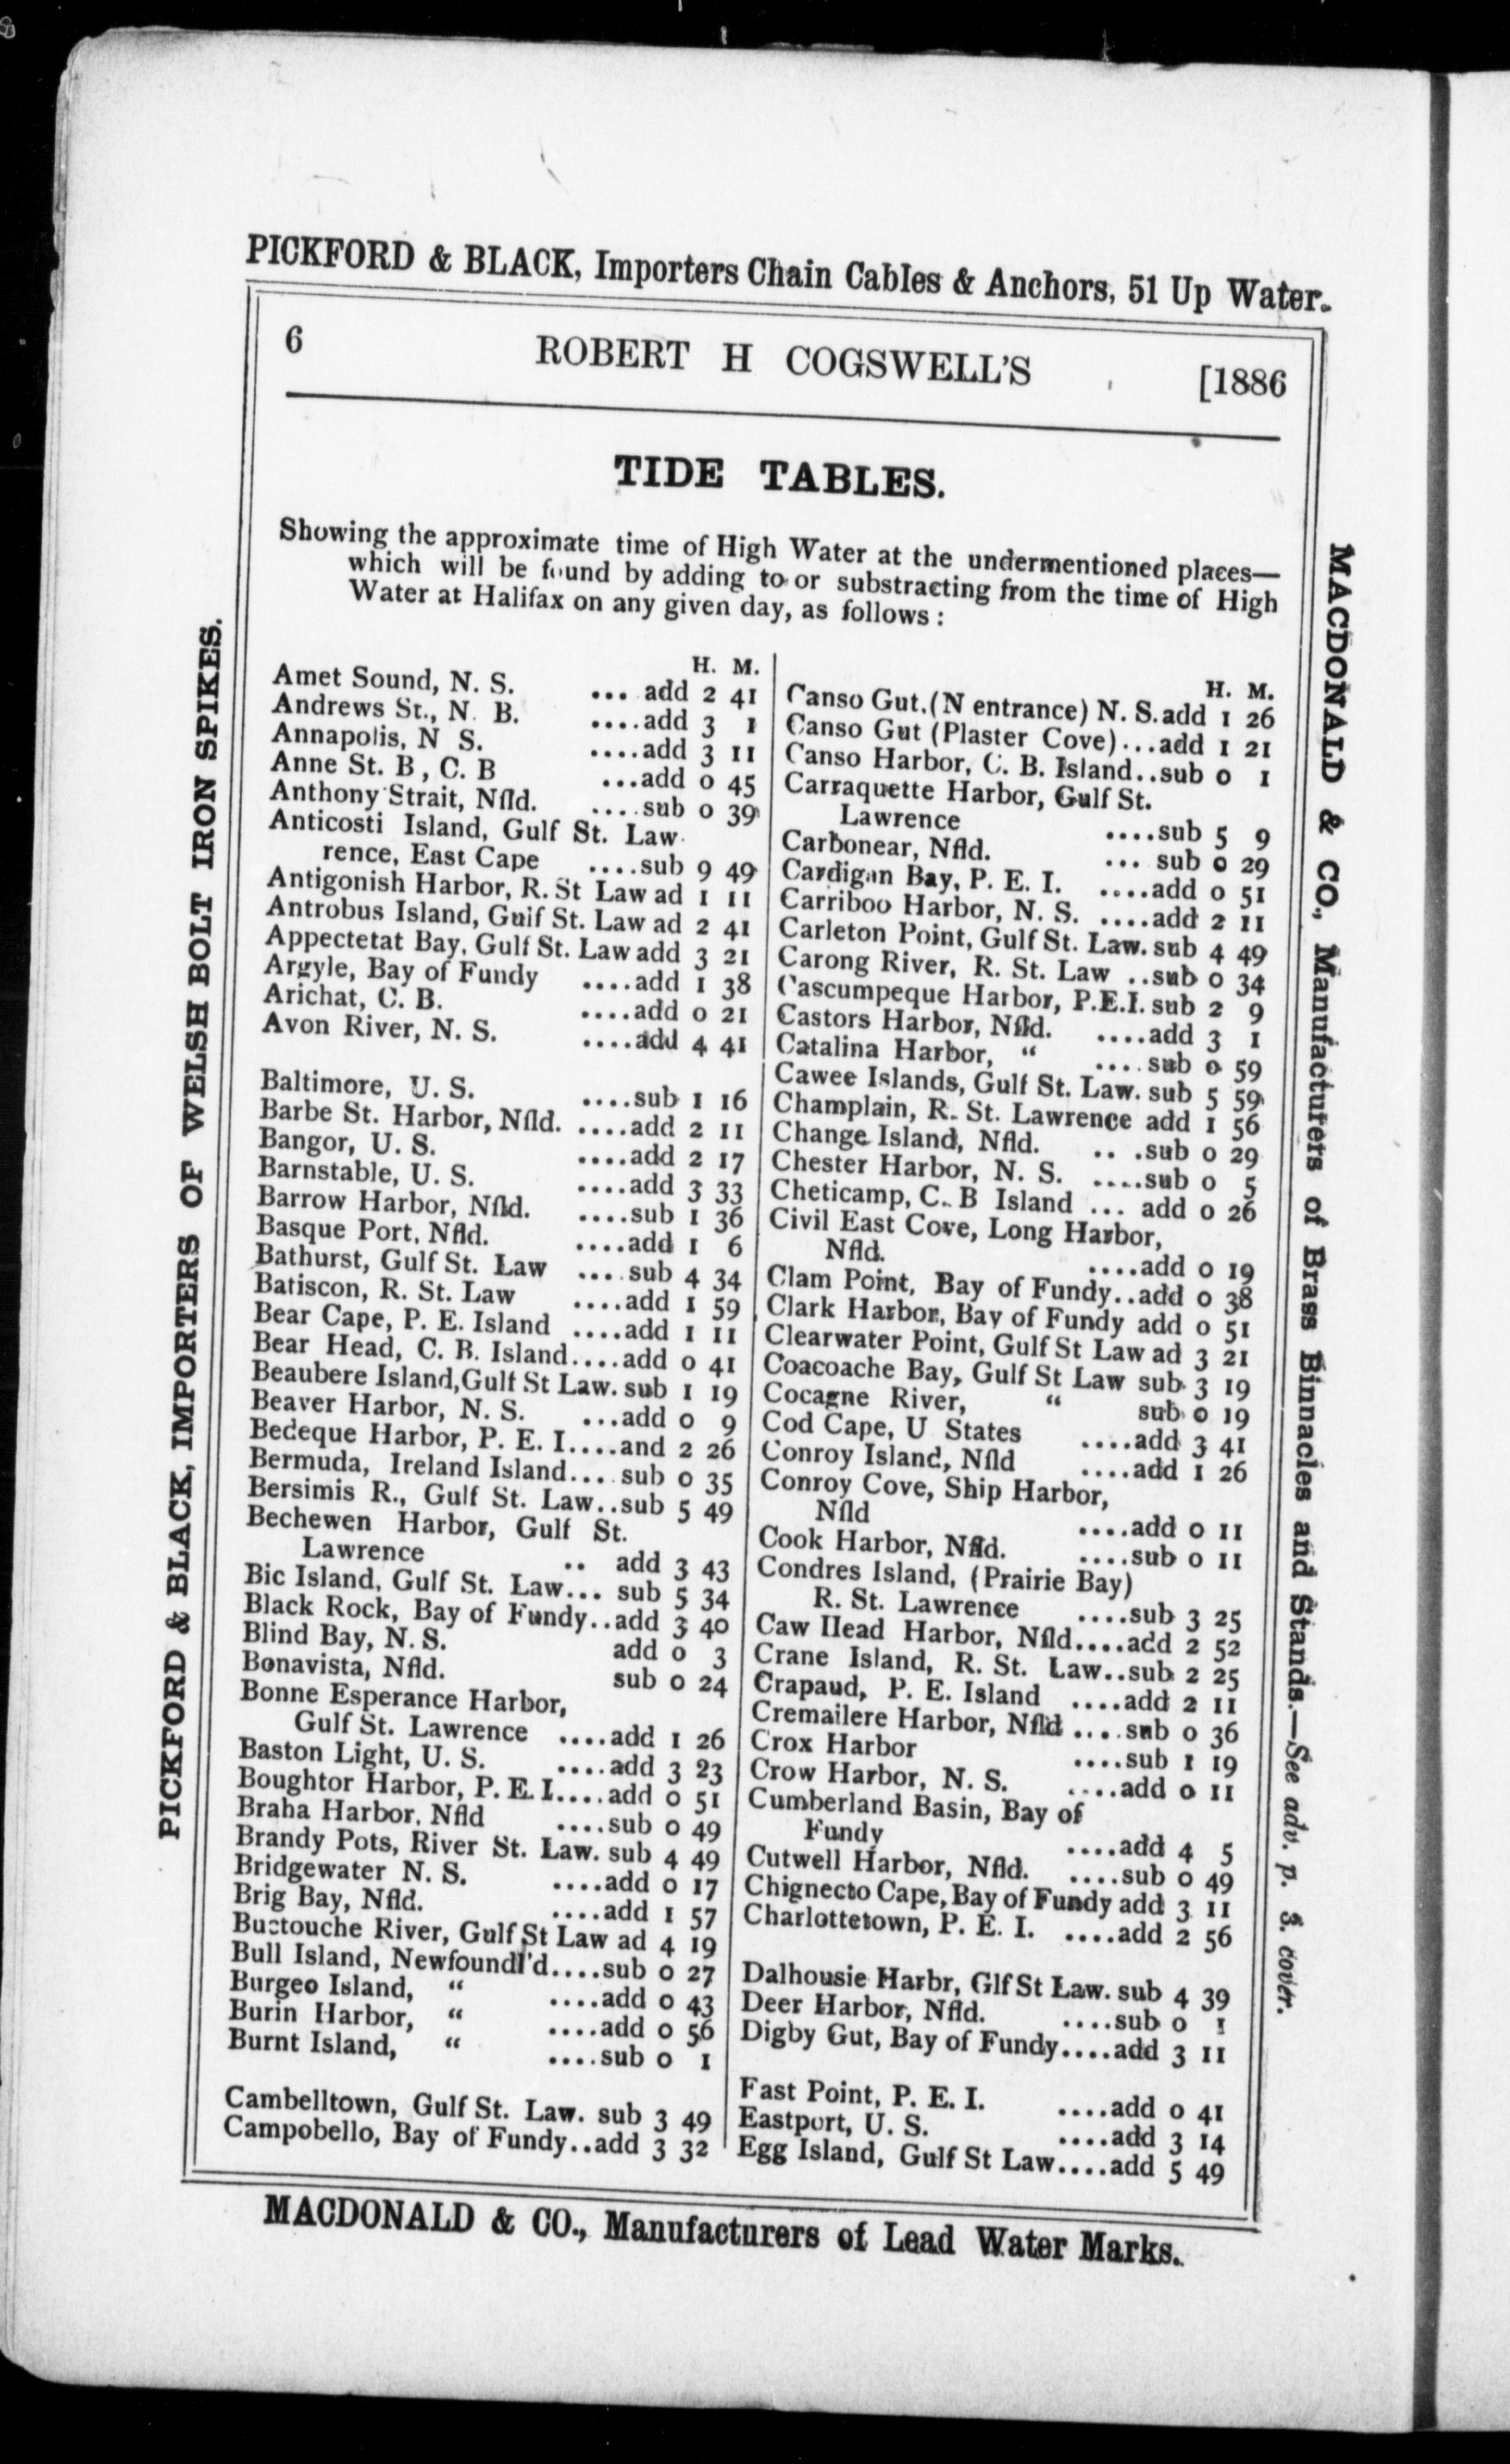 PICKFORD & BLACK, Importers Chain Cables & Anchors, 51 Up Water.
6 ROBERT H COGSWELL'S [1886
TIDE TABLES.
Showing the approximate time of High Water at the undermentioned places—
which will be found by adding to or substracting from the time of High
Water at Halifax on any given day, as follows :
H. M.
Amet Sound, N. S. ... add 2 41
Andrews St., N. B. ....add 3 1
Annapolis, N S. ....add 3 11
Anne St. B, C. B ...add 0 45
Anthony Strait, Nfld. ....sub 0 39
Anticosti Island, Gulf St. Law-
rence, East Cape ....sub 9 49
Antigonish Harbor, R. St Law ad 1 11
Antrobus Island, Guif St. Law ad 2 41
Appectetat Bay, Gulf St. Law add 3 21
Argyle, Bay of Fundy ....add 1 38
Arichat, C. B. ....add 0 21
Avon River, N. S. ....add 4 41
Baltimore, U. S. ....sub 1 16
Barbe St. Harbor, Nfld. ....add 2 11
Bangor, U. S. ....add 2 17
Barnstable, U. S. ....add 3 33
Barrow Harbor, Nfld. ....sub 1 36
Basque Port, Nfld. ....add 1 6
Bathurst, Gulf St. Law ....sub 4 34
Batiscon, R. St. Law ....add 1 59
Bear Cape, P. E. Island ....add 1 11
Bear Head, C. B. Island....add 0 41
Beaubere Island, Gulf St Law. sub 1 19
Beaver Harbor, N. S. ...add 0 9
Bedeque Harbor, P. E. I....and 2 26
Bermuda, Ireland Island.... sub 0 35
Bersimis R., Gulf St. Law..sub 5 49
Bechewen Harbor, Gulf St.
Lawrence .. add 3 43
Bic Island, Gulf St. Law... sub 5 34
Black Rock, Bay of Fundy..add 3 40
Blind Bay, N. S. add 0 3
Bonavista, Nfld. sub 0 24
Bonne Esperance Harbor,
Gulf St. Lawrence ....add 1 26
Baston Light, U. S. ....add 3 23
Boughtor Harbor, P. E. I....add 0 51
Braha Harbor, Nfld ....sub 0 49
Brandy Pots, River St. Law. sub 4 49
Bridgewater N. S. ....add 0 17
Brig Bay, Nfld. ....add 1 57
Buctouche River, Gulf St Law ad 4 19
Bull Island, Newfoundl'd....sub 0 27
Burgeo Island, " ....add 0 43
Burin Harbor, " ....add 0 56
Burnt Island, " ....sub 0 1
Cambelltown, Gulf St. Law. sub 3 49
Campobello, Bay of Fundy..add 3 32
H. M.
Canso Gut, (N entrance) N. S. add 1 26
Canso Gut (Plaster Cove)...add 1 21
Canso Harbor, C. B. Island..sub 0 1
Carraquette Harbor, Gulf St.
Lawrence ....sub 5 9
Carbonear, Nfld. ... sub 0 29
Cardigan Bay, P. E. I. ....add 0 51
Carriboo Harbor, N. S. ....add 2 11
Carleton Point, Gulf St. Law. sub 4 49
Carong River, R. St. Law ..sub 0 34
Cascumpeque Harbor, P.E.I. sub 2 9
Castors Harbor, Nfld. ....add 3 1
Catalina Harbor, " ....sub 0 59
Cawee Islands, Gulf St. Law. sub 5 59
Champlain, R. St. Lawrence add 1 56
Change Island, Nfld. .. .sub 0 29
Chester Harbor, N. S. ....sub 0 5
Cheticamp, C. B Island ... add 0 26
Civil East Cove, Long Harbor,
Nfld. ....add 0 19
Clam Point, Bay of Fundy..add 0 38
Clark Harbor, Bay of Fundy add 0 51
Clearwater Point, Gulf St Law ad 3 21
Coacoache Bay, Gulf St Law sub 3 19
Cocagne River, " sub 0 19
Cod Cape, U States ....add 3 41
Conroy Island, Nfld ....add 1 26
Conroy Cove, Ship Harbor,
Nfld ....add 0 11
Cook Harbor, Nfld. ....sub 0 11
Condres Island, (Prairie Bay)
R. St. Lawrence ....sub 3 25
Caw Head Harbor, Nfld....add 2 52
Crane Island, R. St. Law..sub 2 25
Crapaud, P. E. Island ....add 2 11
Cremailere Harbor, Nfld ....sub 0 36
Crox Harbor ....sub 1 19
Crow Harbor, N. S. ....add 0 11
Cumberland Basin, Bay of
Fundy ....add 4 5
Cutwell Harbor, Nfld. ....sub 0 49
Chignecto Cape, Bay of Fundy add 3 11
Charlottetown, P. E. I. ....add 2 56
Dalhousie Harbr, Glf St Law. sub 4 39
Deer Harbor, Nfld. ....sub 0 1
Digby Gut, Bay of Fundy....add 3 11
Fast Point, P. E. I. ....add 0 41
Eastport, U. S. ....add 3 14
Egg Island, Gulf St Law....add 5 49
MACDONALD & CO., Manufacturers of Lead Water Marks.
PICKFORD & BLACK, IMPORTERS OF WELSH BOLT IRON SPIKES.
MACDONALD & CO., Manufacturers of Brass Binnacles and Stands.—See adv. p. 3. cover.